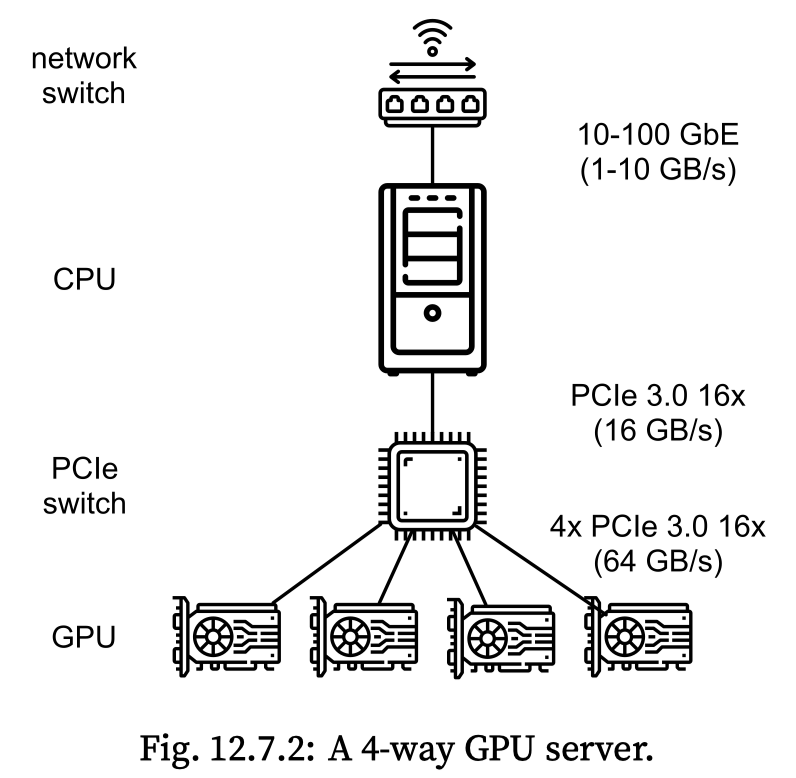 network
switch
10-100 GbE
(1-10 GB/s)
CPU
PCIe 3.0 16x
(16 GB/s)
PCIe
switch
4x PCIe 3.0 16x
(64 GB/s)
GPU
Fig. 12.7.2: A 4-way GPU server.